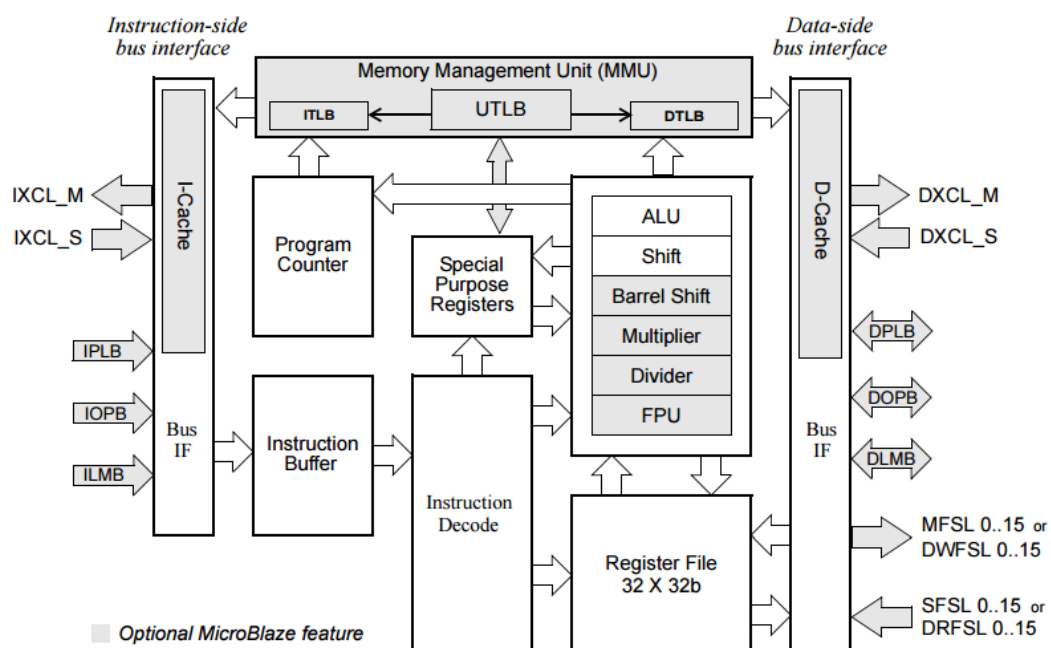 Instruction-side
bus interface
Data-side
bus interface
Memory Management Unit (MMU)
ITLB
UTLB
DTLB
I-Cache
D-Cache
IXCL_M
IXCL_S
DXCL_M
DXCL_S
Program
Counter
Special
Purpose
Registers
ALU
Shift
Barrel Shift
Multiplier
Divider
FPU
IPLB
IOPB
ILMB
Bus
IF
Instruction
Buffer
Instruction
Decode
Register File
32 X 32b
Bus
IF
DPLB
DOPB
DLMB
MFSL 0..15 or
DWFSL 0..15
SFSL 0..15 or
DRFSL 0..15
Optional MicroBlaze feature